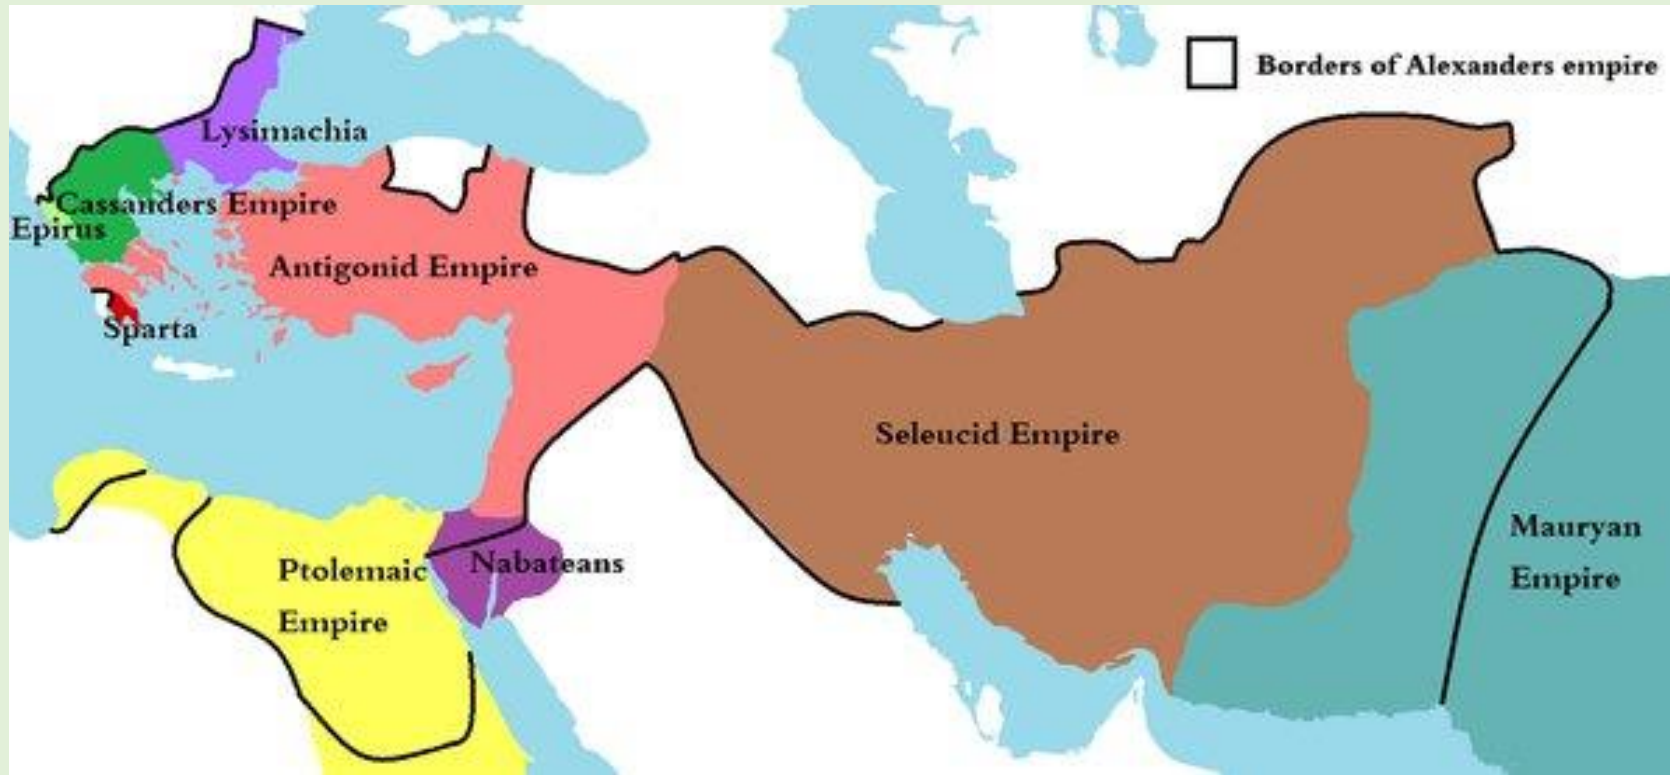 Borders of Alexanders empire
Lysimachia
Cassanders Empire
Epirus
Antigonid Empire
Sparta
Seleucid Empire
Mauryan
Empire
Nabateans
Ptolemaic
Empire